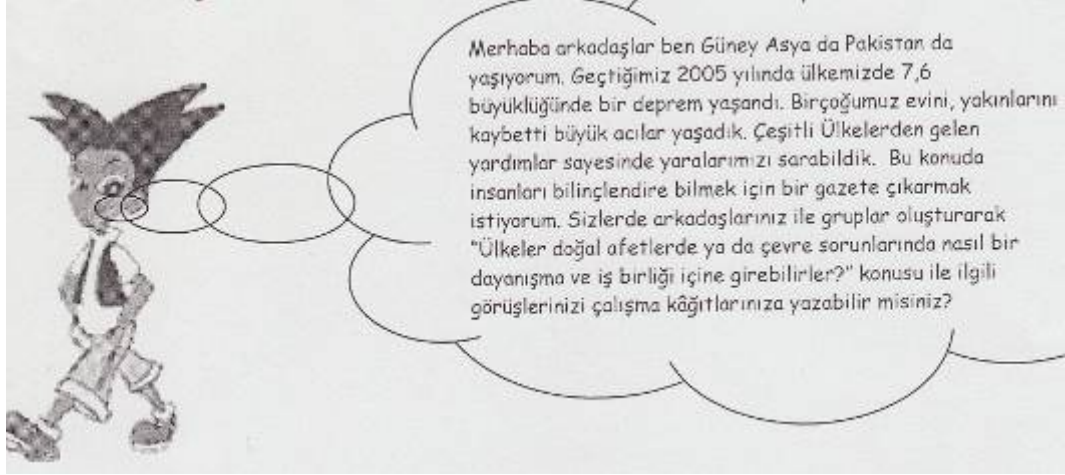 Merhaba arkadaşlar ben Güney Asya da Pakistan da
yaşıyorum. Geçtiğimiz 2005 yılında ülkemizde 7,6
büyüklüğünde bir deprem yaşandı. Birçoğumuz evini, yakınlarını
kaybetti büyük acılar yaşadık. Çeşitli Ülkelerden gelen
yardımlar sayesinde yaralarımızı sarabildik. Bu konuda
insanları bilinçlendire bilmek için bir gazete çıkarmak
istiyorum. Sizlerde arkadaşlarınız ile gruplar oluşturarak
"Ülkeler doğal afetlerde ya da çevre sorunlarında nasıl bir
dayanışma ve iş birliği içine girebilirler?" konusu ile ilgili
görüşlerinizi çalışma kâğıtlarınıza yazabilir misiniz?